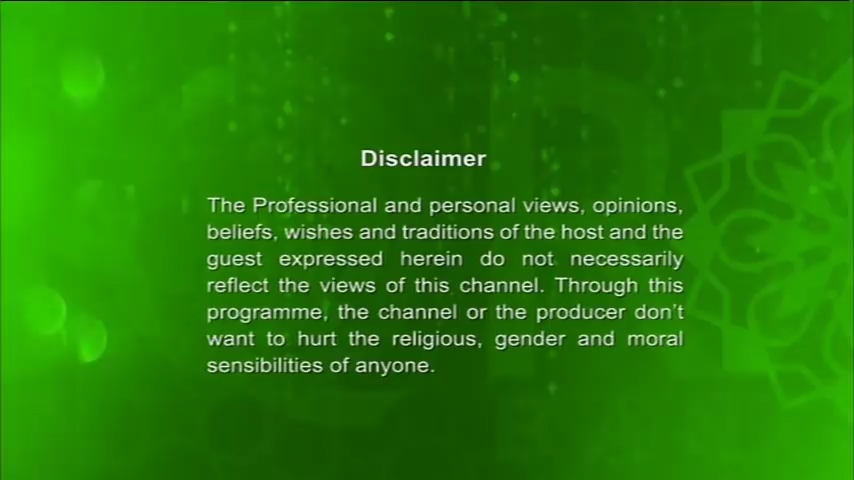 Disclaimer
The Professional and personal views, opinions,
beliefs, wishes and traditions of the host and the
guest expressed herein do not necessarily
reflect the views of this channel. Through this
programme, the channel or the producer don't
want to hurt the religious, gender and moral
sensibilities of anyone.